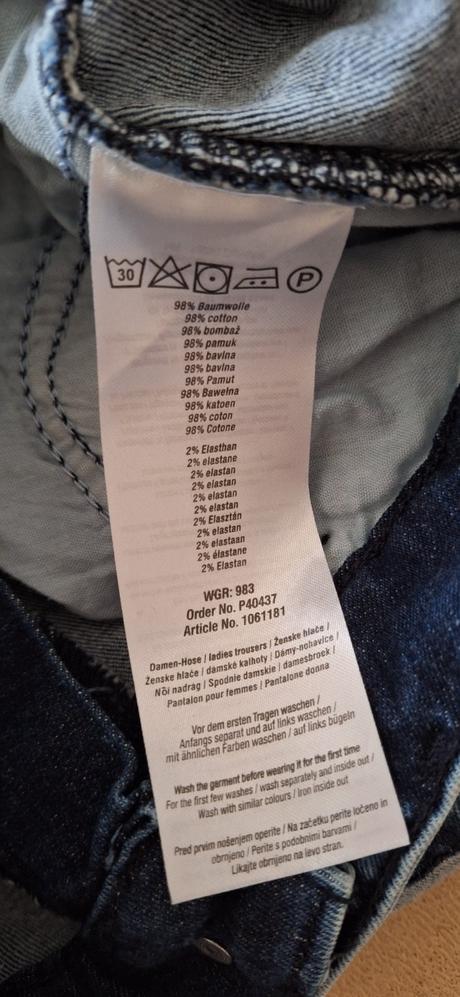 30
P
98% Baumwolle
98% cotton
98% bombaž
98% pamuk
98% bavlna
98% bavlna
98% Pamut
98% Bawełna
98% katoen
98% coton
98% Cotone
2% Elasthan
2% elastane
2% elastan
2% elastan
2% elastan
2% elastan
2% Elasztán
2% elastan
2% elastaan
2% élastane
2% Elastan
WGR: 983
Order No. P40437
Article No. 1061181
Damen-Hose / ladies trousers / Ženske hlače /
Ženske hlače / dámské kalhoty / Dámy-nohavice /
Női nadrag / Spodnie damskie / damesbroek /
Pantalon pour femmes / Pantalone donna
Vor dem ersten Tragen waschen /
Anfangs separat und auf links waschen /
mit ähnlichen Farben waschen / auf links bügeln
Wash the garment before wearing it for the first time
For the first few washes / wash separately and inside out /
Wash with similar colours / Iron inside out
Pred prvim nošenjem operite / Na začetku perite ločeno in
obrnjeno / Perite s podobnimi barvami /
Likajte obrnjeno na levo stran.